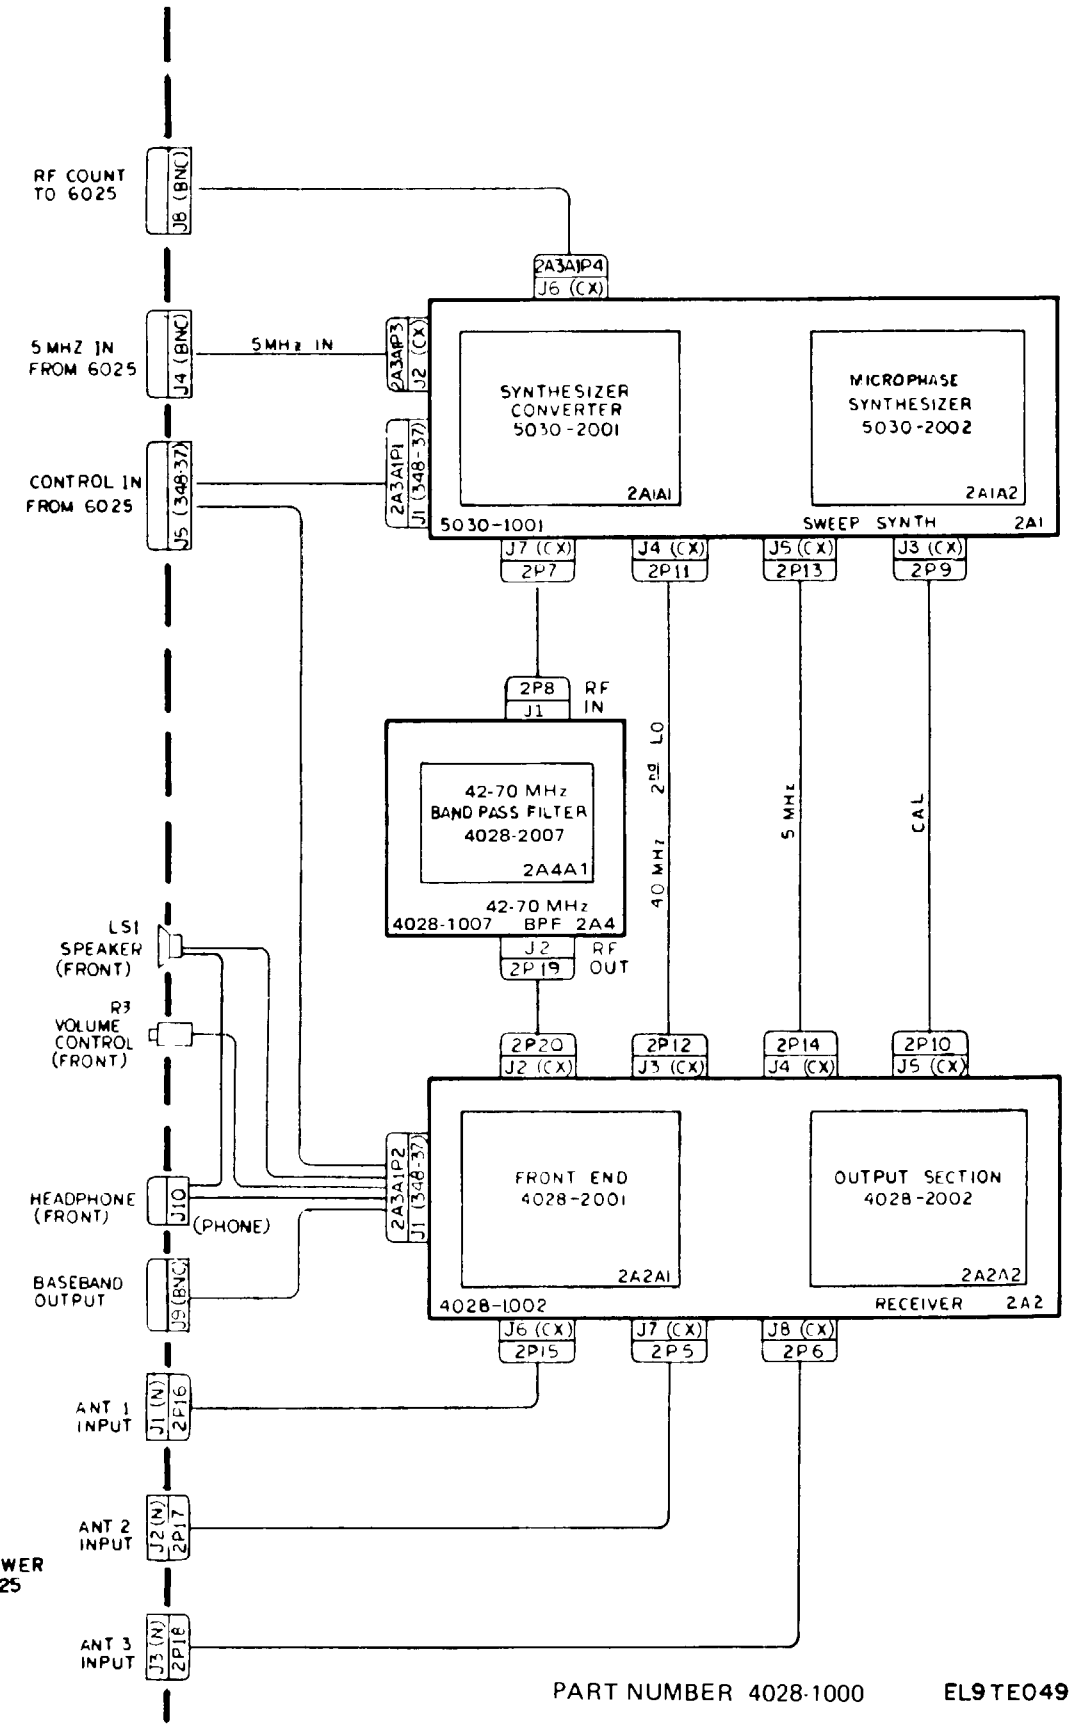 RF COUNT
TO 6025
J8 (BNC)
2A3A1P4
J6 (CX)
5 MHZ IN
FROM 6025
J4 (BNC)
5MHz IN
2A3A1P3
J2 (CX)
SYNTHESIZER
CONVERTER
5030-2001
2A1A1
MICROPHASE
SYNTHESIZER
5030-2002
2A1A2
CONTROL IN
FROM 6025
J5 (348-37)
2A3A1P1
J1 (348-37)
5030-1001
SWEEP SYNTH
2A1
J7 (CX)
2P7
J4 (CX)
2P11
J5 (CX)
2P13
J3 (CX)
2P9
2P8
J1
RF
IN
42-70 MHz
BAND PASS FILTER
4028-2007
2A4A1
42-70 MHz
4028-1007 BPF 2A4
J2
2P19
RF
OUT
40 MHZ 2nd LO
5 MHz
CAL
LS1
SPEAKER
(FRONT)
R3
VOLUME
CONTROL
(FRONT)
2P20
J2 (CX)
2P12
J3 (CX)
2P14
J4 (CX)
2P10
J5 (CX)
2A3A1P2
J1 (348-37)
FRONT END
4028-2001
2A2A1
OUTPUT SECTION
4028-2002
2A2A2
HEADPHONE
(FRONT)
J10
(PHONE)
BASEBAND
OUTPUT
J9(BNC)
4028-1002
RECEIVER
2A2
J6 (CX)
2P15
J7 (CX)
2P5
J8 (CX)
2P6
ANT 1
INPUT
J1 (N)
2P16
ANT 2
INPUT
J2(N)
2P17
WER
25
ANT 3
INPUT
J3(N)
2P18
PART NUMBER 4028-1000
EL9TE049